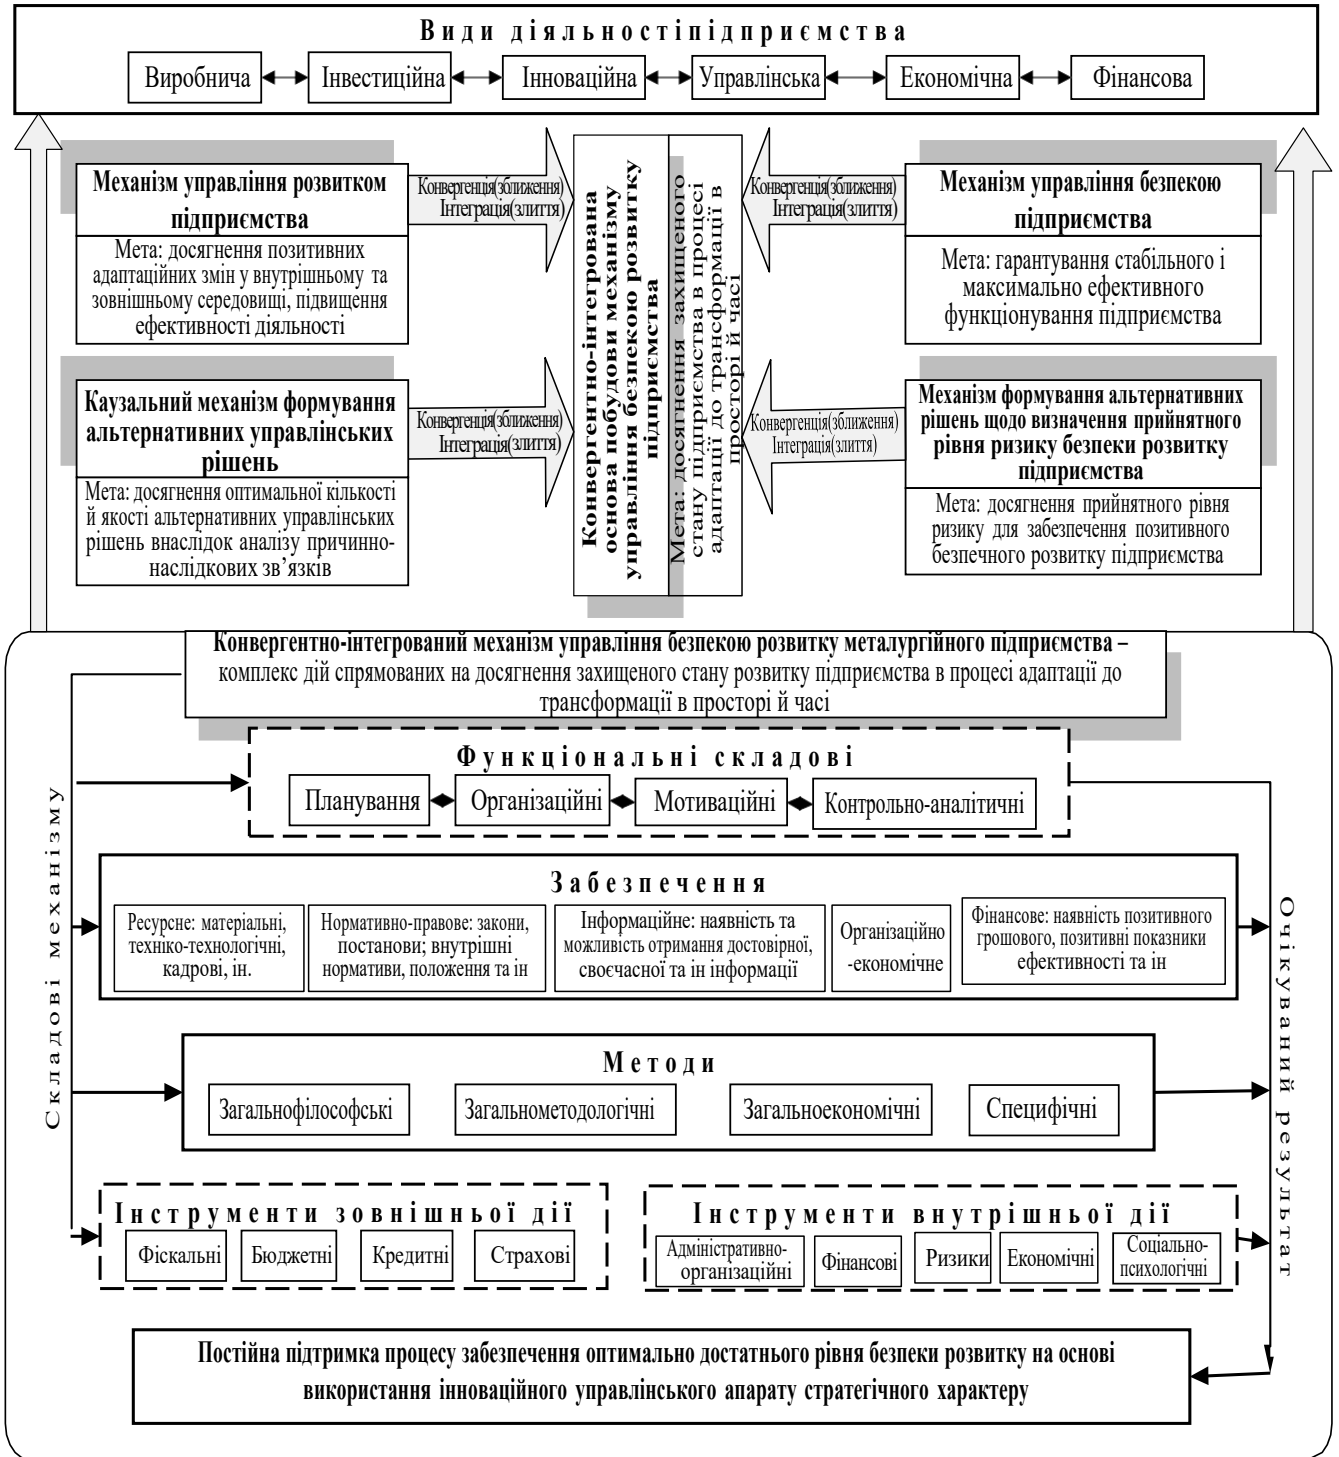 Види діяльностіпідприємства
Виробнича
Інвестиційна
Інноваційна
Управлінська
Економічна
Фінансова
Механізм управління розвитком
підприємства
Мета: досягнення позитивних
адаптаційних змін у внутрішньому та
зовнішньому середовищі, підвищення
ефективності діяльності
Конвергенція(зближення)
Інтеграція(злиття)
Каузальний механізм формування
альтернативних управлінських
рішень
Мета: досягнення оптимальної кількості
й якості альтернативних управлінських
рішень внаслідок аналізу причинно-
наслідкових зв’язків
Конвергенція(зближення)
Інтеграція(злиття)
Конвергентно-інтегрована
основа побудови механізму
управління безпекою розвитку
підприємства
Мета: досягнення захищеного
стану підприємства в процесі
адаптації до трансформації в
просторі й часі
Конвергенція(зближення)
Інтеграція(злиття)
Механізм управління безпекою
підприємства
Мета: гарантування стабільного і
максимально ефективного
функціонування підприємства
Конвергенція(зближення)
Інтеграція(злиття)
Механізм формування альтернативних
рішень щодо визначення прийнятного
рівня ризику безпеки розвитку
підприємства
Мета: досягнення прийнятного рівня
ризику для забезпечення позитивного
безпечного розвитку підприємства
Конвергентно-інтегрований механізм управління безпекою розвитку металургійного підприємства –
комплекс дій спрямованих на досягнення захищеного стану розвитку підприємства в процесі адаптації до
трансформації в просторі й часі
Складові механізму
Функціональні складові
Планування
Організаційні
Мотиваційні
Контрольно-аналітичні
Забезпечення
Ресурсне: матеріальні,
техніко-технологічні,
кадрові, ін.
Нормативно-правове: закони,
постанови; внутрішні
нормативи, положення та ін
Інформаційне: наявність та
можливість отримання достовірної,
своєчасної та ін інформації
Організаційно
-економічне
Фінансове: наявність позитивного
грошового, позитивні показники
ефективності та ін
Методи
Загальнофілософські
Загальнометодологічні
Загальноекономічні
Специфічні
Інструменти зовнішньої дії
Фіскальні
Бюджетні
Кредитні
Страхові
Інструменти внутрішньої дії
Адміністративно-
організаційні
Фінансові
Ризики
Економічні
Соціально-
психологічні
Очікуваний результат
Постійна підтримка процесу забезпечення оптимально достатнього рівня безпеки розвитку на основі
використання інноваційного управлінського апарату стратегічного характеру